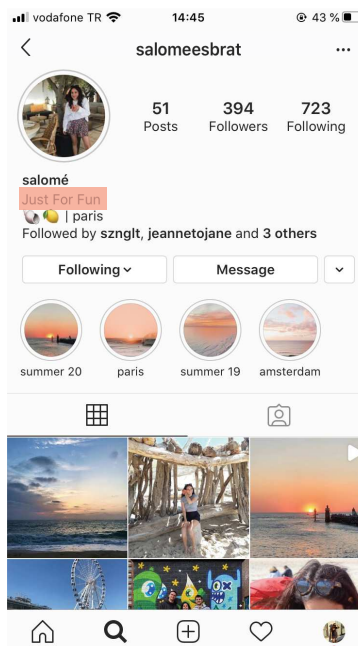 vodafone TR 14:45 43 %
salomeesbrat
51 394 723
Posts Followers Following
salomé
Just For Fun
| paris
Followed by sznglt, jeannetojane and 3 others
Following Message
summer 20 paris summer 19 amsterdam